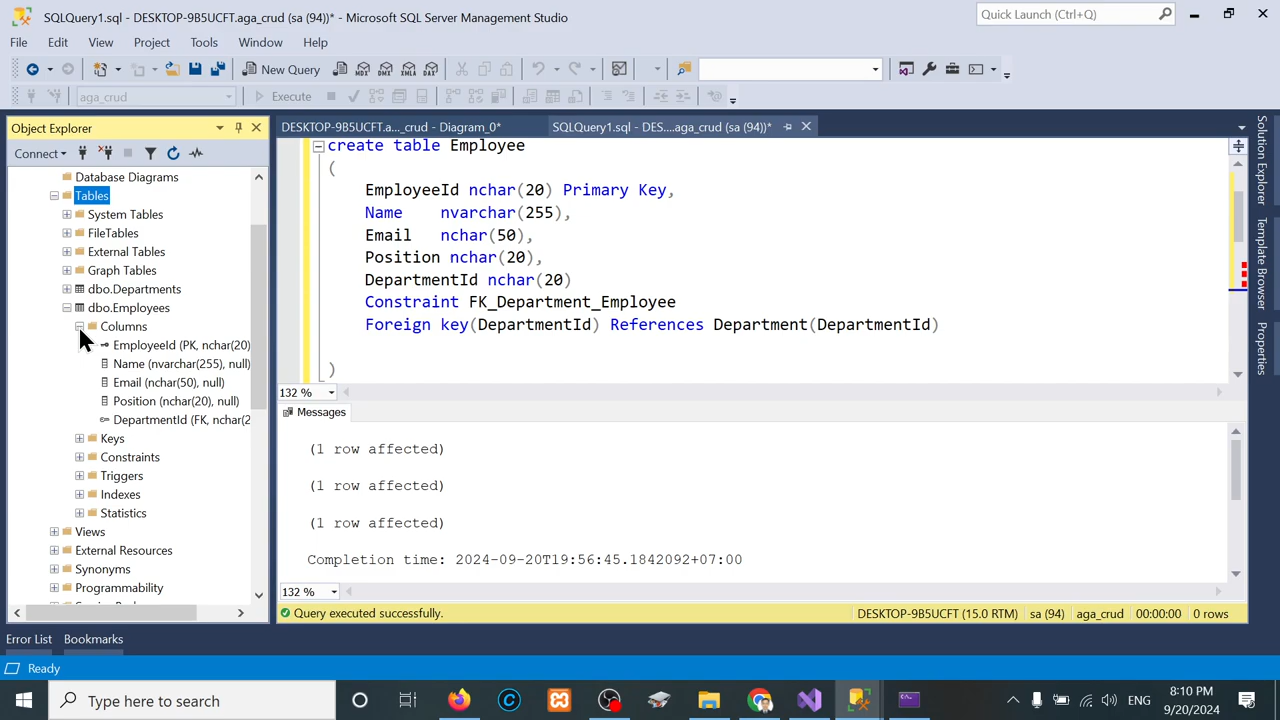 SQLQuery1.sql - DESKTOP-9B5UCFT.aga_crud (sa (94))* - Microsoft SQL Server Management Studio
Quick Launch (Ctrl+Q)
File Edit View Project Tools Window Help
New Query
MDX DMX XMLA DAX
aga_crud
Execute
Object Explorer
Connect
Database Diagrams
Tables
System Tables
FileTables
External Tables
Graph Tables
dbo.Departments
dbo.Employees
Columns
EmployeeId (PK, nchar(20)
Name (nvarchar(255), null)
Email (nchar(50), null)
Position (nchar(20), null)
DepartmentId (FK, nchar(2
Keys
Constraints
Triggers
Indexes
Statistics
Views
External Resources
Synonyms
Programmability
DESKTOP-9B5UCFT.a..._crud - Diagram_0*
SQLQuery1.sql - DES....aga_crud (sa (94))*
create table Employee
(
EmployeeId nchar(20) Primary Key,
Name nvarchar(255),
Email nchar(50),
Position nchar(20),
DepartmentId nchar(20)
Constraint FK_Department_Employee
Foreign key(DepartmentId) References Department(DepartmentId)
)
132 %
Messages
(1 row affected)
(1 row affected)
(1 row affected)
Completion time: 2024-09-20T19:56:45.1842092+07:00
132 %
Query executed successfully.
DESKTOP-9B5UCFT (15.0 RTM) sa (94) aga_crud 00:00:00 0 rows
Solution Explorer
Template Browser
Properties
Error List Bookmarks
Ready
Type here to search
ENG
8:10 PM
9/20/2024